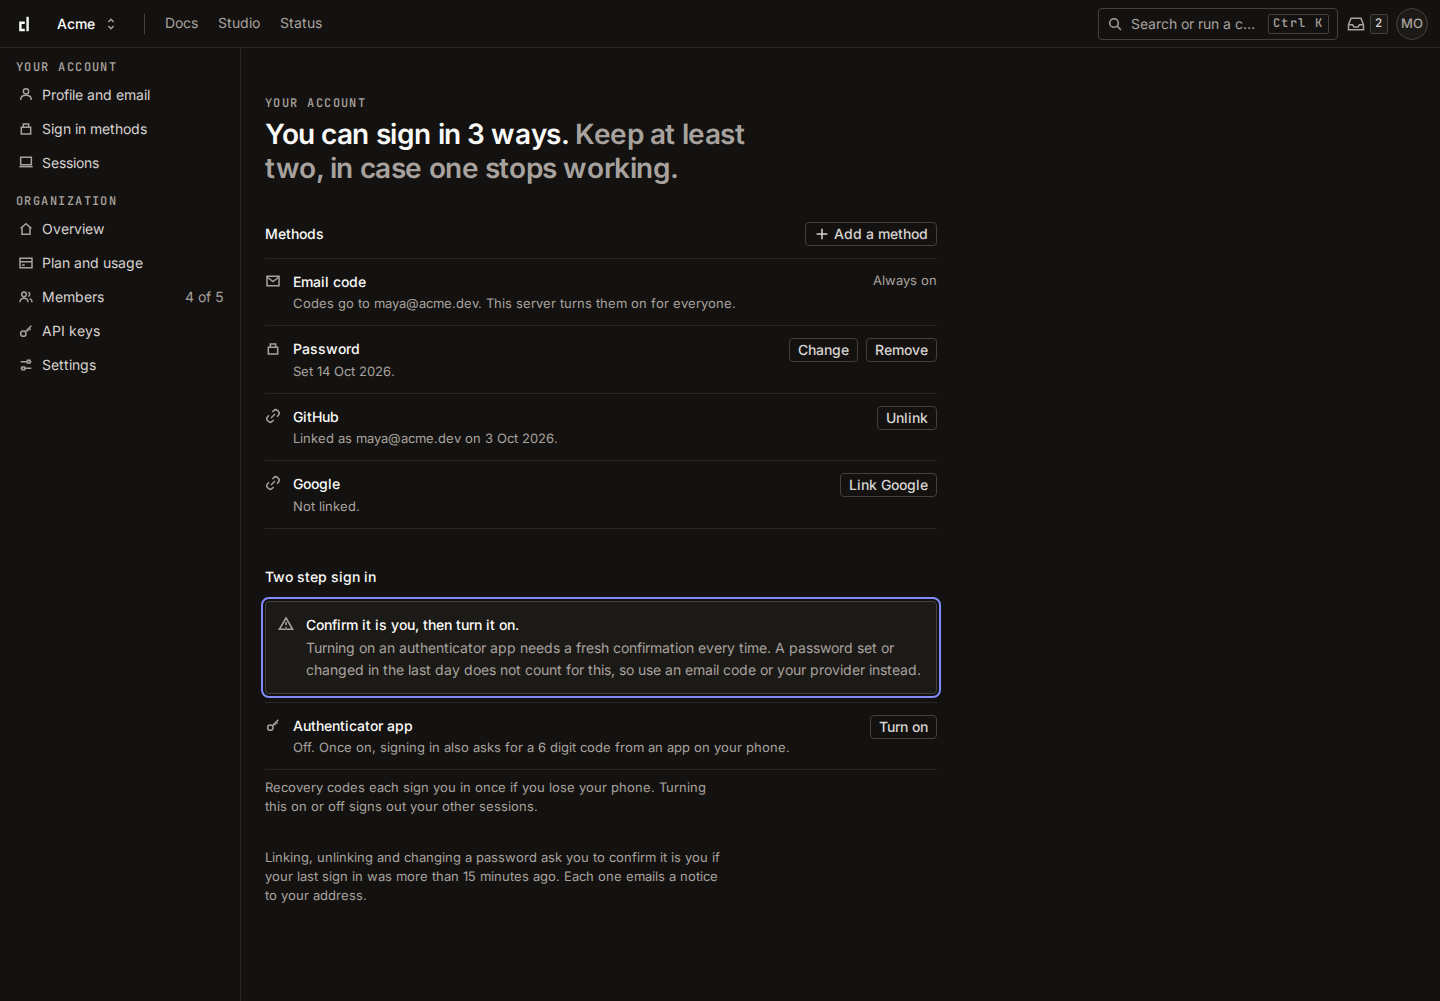 Acme
Docs
Studio
Status
Search or run a c...
Ctrl K
2
MO
YOUR ACCOUNT
Profile and email
Sign in methods
Sessions
ORGANIZATION
Overview
Plan and usage
Members
4 of 5
API keys
Settings
YOUR ACCOUNT
You can sign in 3 ways. Keep at least
two, in case one stops working.
Methods
Add a method
Email code
Always on
Codes go to maya@acme.dev. This server turns them on for everyone.
Password
Change
Remove
Set 14 Oct 2026.
GitHub
Unlink
Linked as maya@acme.dev on 3 Oct 2026.
Google
Link Google
Not linked.
Two step sign in
Confirm it is you, then turn it on.
Turning on an authenticator app needs a fresh confirmation every time. A password set or
changed in the last day does not count for this, so use an email code or your provider instead.
Authenticator app
Turn on
Off. Once on, signing in also asks for a 6 digit code from an app on your phone.
Recovery codes each sign you in once if you lose your phone. Turning
this on or off signs out your other sessions.
Linking, unlinking and changing a password ask you to confirm it is you if
your last sign in was more than 15 minutes ago. Each one emails a notice
to your address.